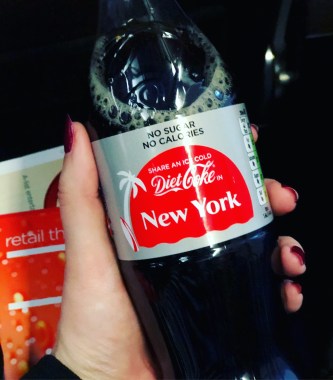 NO SUGAR
NO CALORIES
SHARE AN ICE COLD
Diet Coke IN
New York
retail th